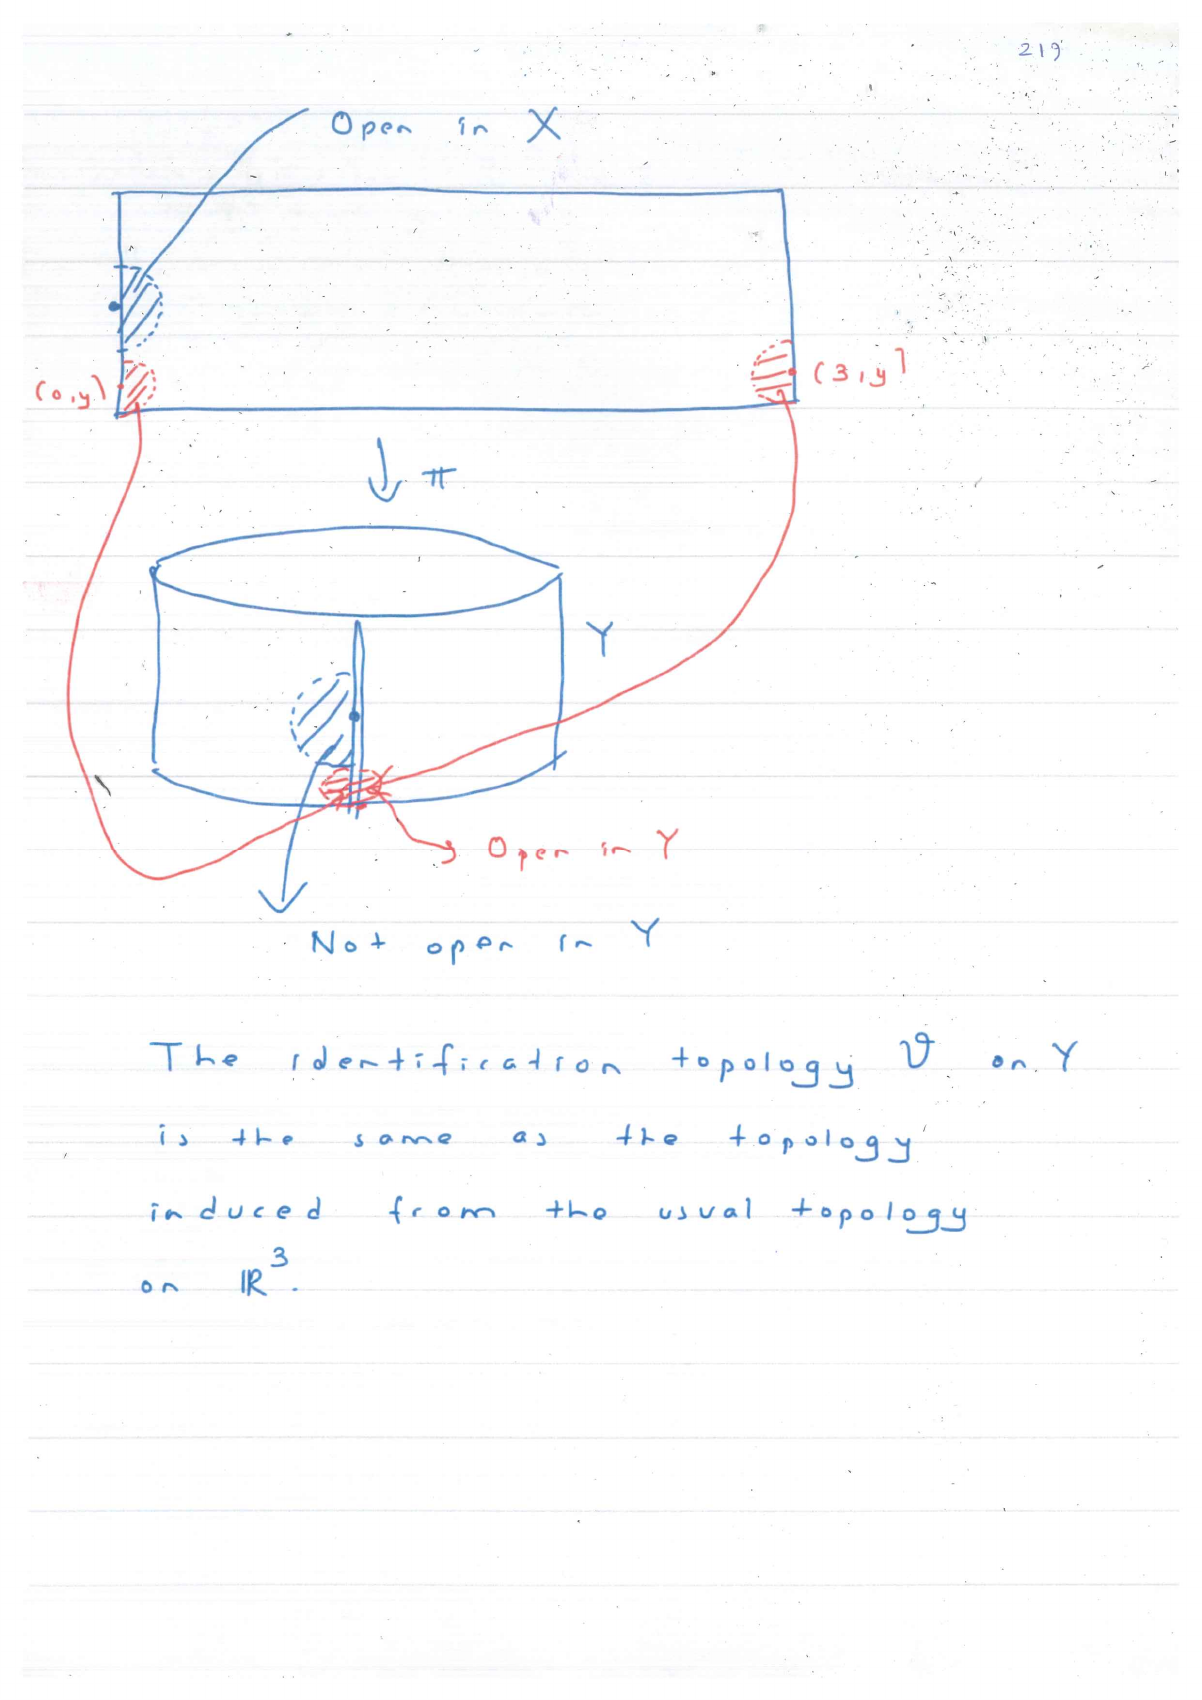 219
Open in X
(0,y)
(3,y)
π
Y
Open in Y
Not open in Y
The identification topology ϑ on Y
is the same as the topology
induced from the usual topology
on ℝ³.